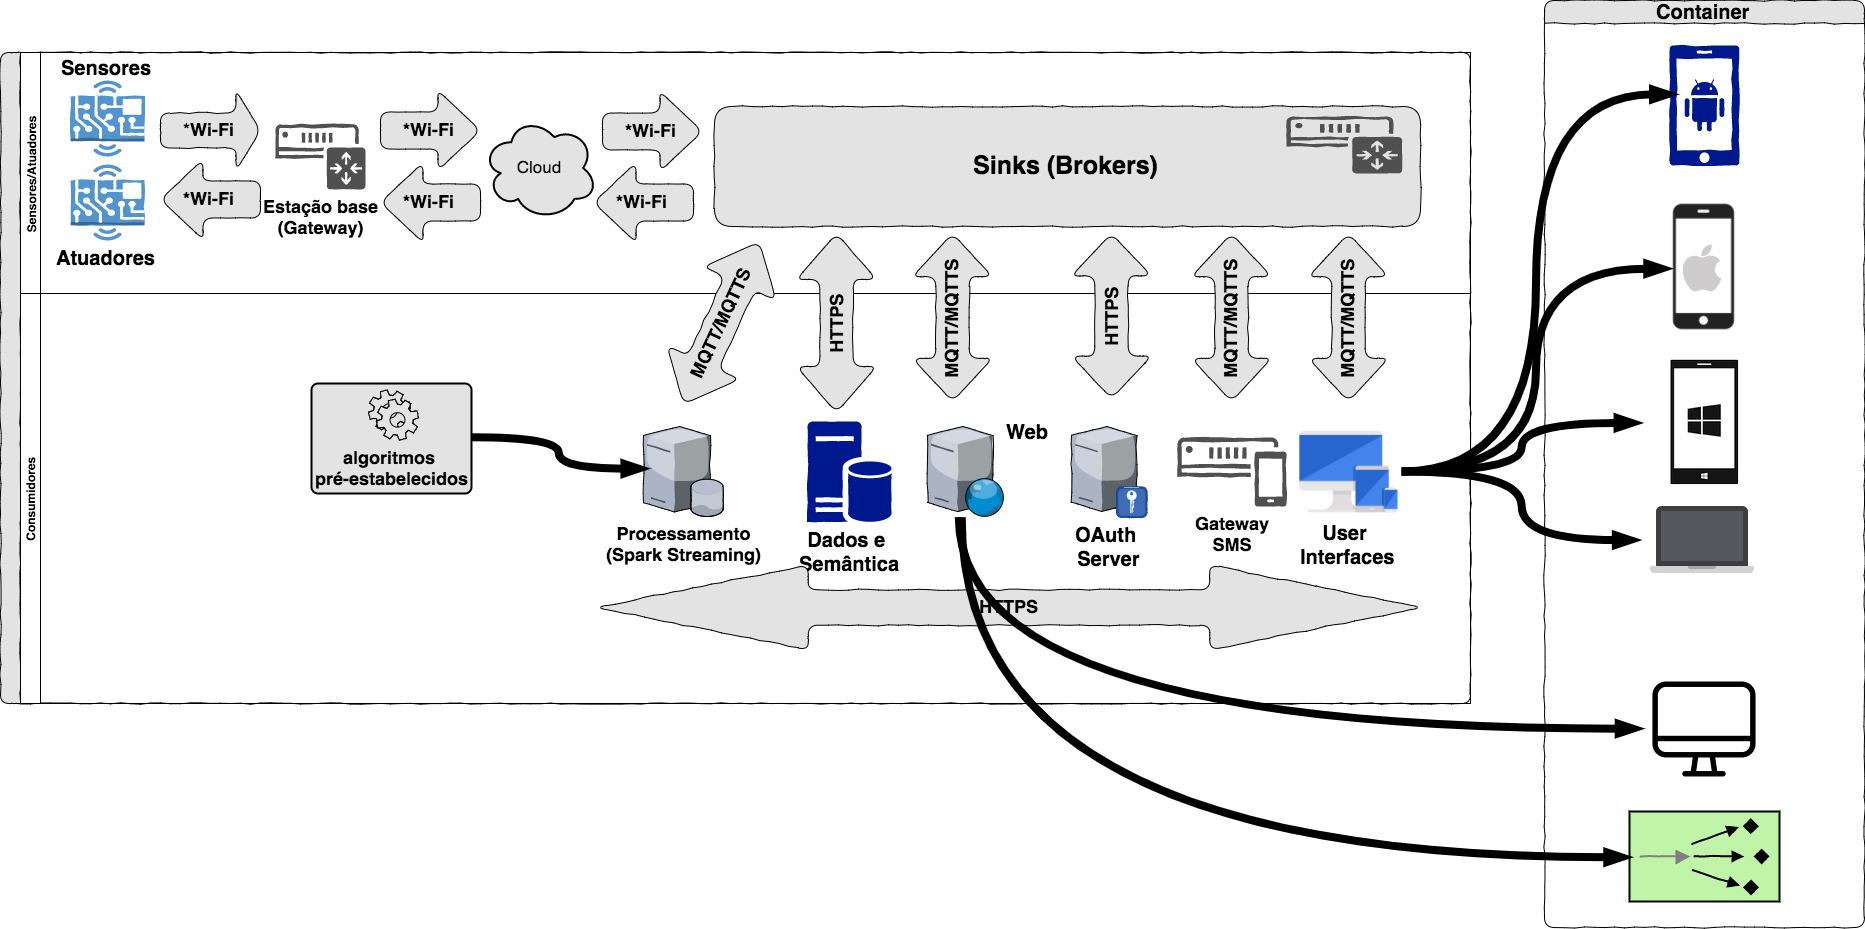 Container
Sensores/Atuadores
Sensores
*Wi-Fi
*Wi-Fi
*Wi-Fi
Cloud
Sinks (Brokers)
*Wi-Fi
*Wi-Fi
*Wi-Fi
Estação base
(Gateway)
Atuadores
MQTT/MQTTS
HTTPS
MQTT/MQTTS
HTTPS
MQTT/MQTTS
MQTT/MQTTS
Consumidores
algoritmos
pré-estabelecidos
Processamento
(Spark Streaming)
Dados e
Semântica
Web
OAuth
Server
Gateway
SMS
User
Interfaces
HTTPS